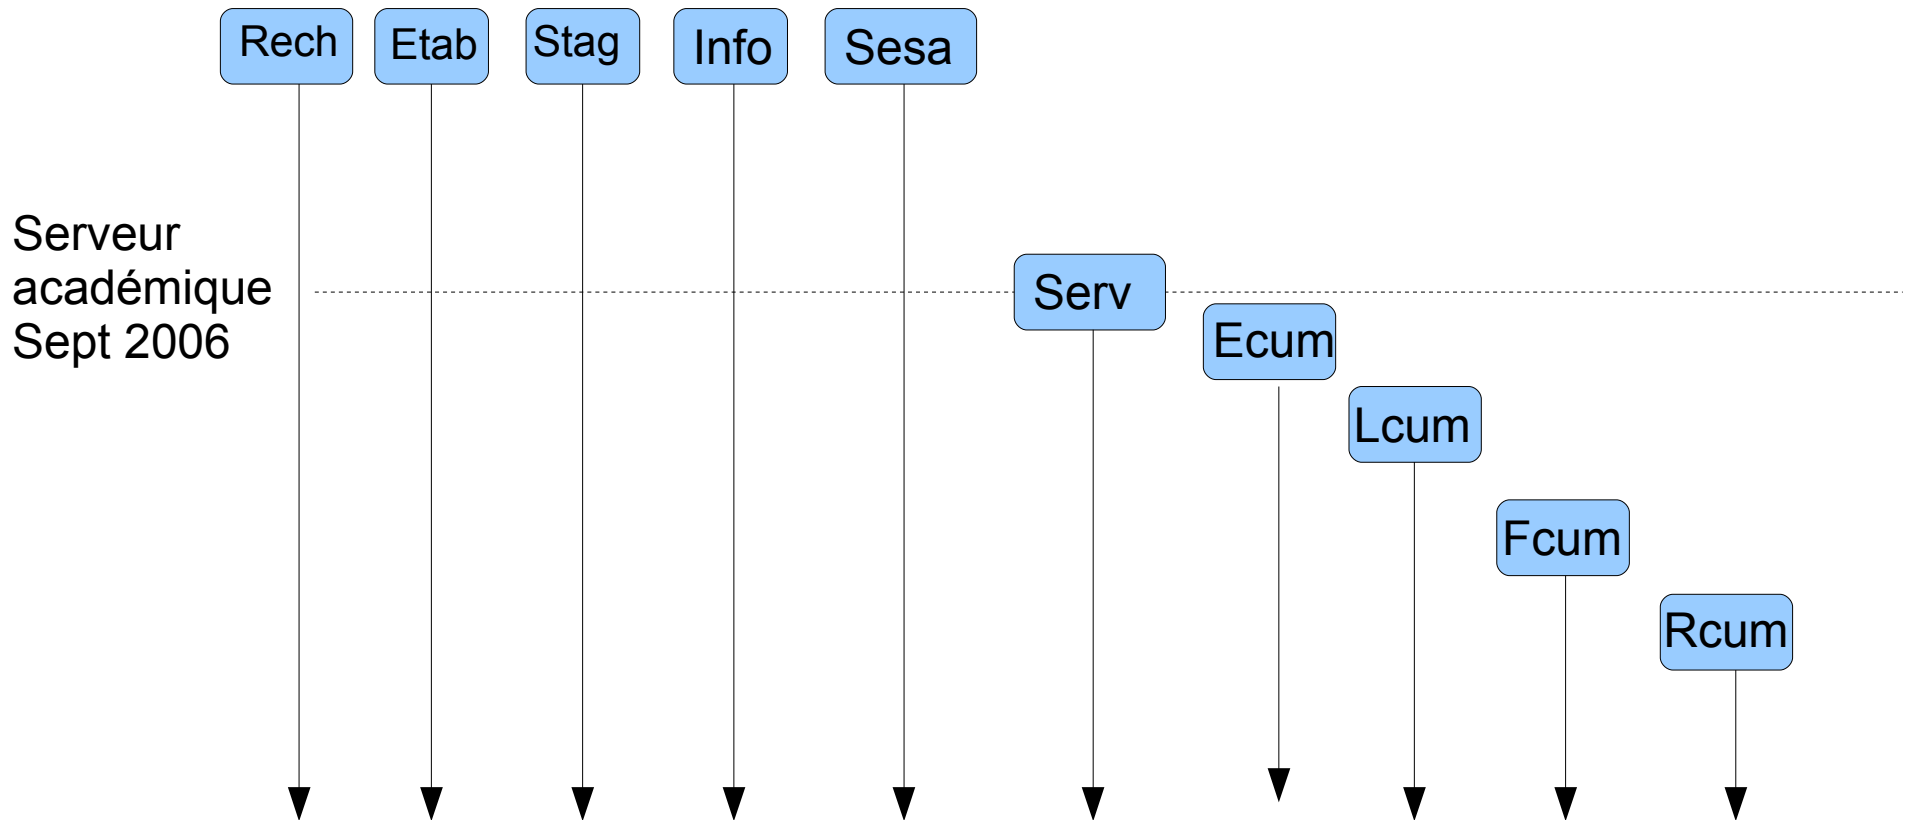 Rech
Etab
Stag
Info
Sesa
Serveur
académique
Sept 2006
Serv
Ecum
Lcum
Fcum
Rcum